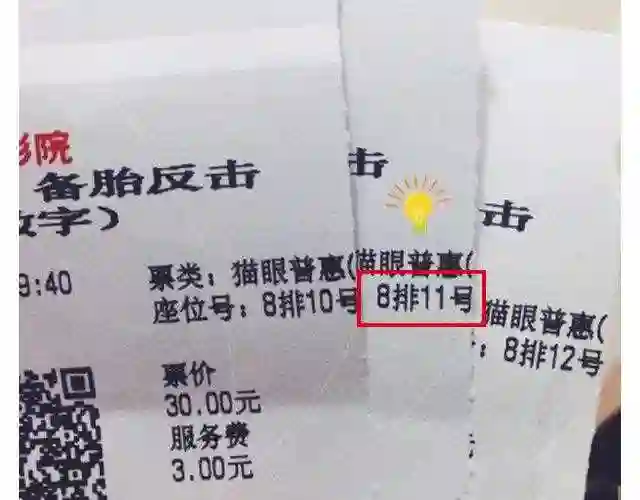 影院
备胎反击
击
击
数字)
9:40
票类: 猫眼普惠(
猫眼普惠(
猫眼普惠(
座位号: 8排10号
8排11号
: 8排12号
票价
30.00元
服务费
3.00元